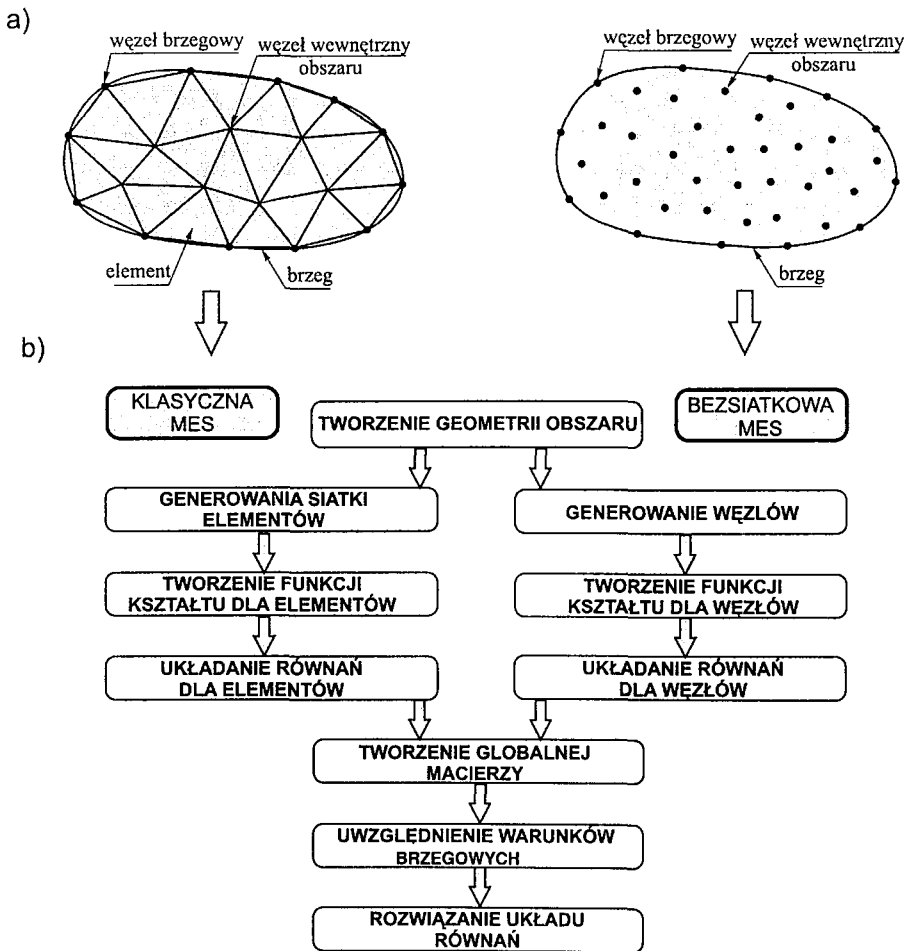 a)
węzeł brzegowy
węzeł wewnętrzny
obszaru
element
brzeg
węzeł brzegowy
węzeł wewnętrzny
obszaru
brzeg
b)
KLASYCZNA
MES
TWORZENIE GEOMETRII OBSZARU
BEZSIATKOWA
MES
GENEROWANIA SIATKI
ELEMENTÓW
GENEROWANIE WĘZLÓW
TWORZENIE FUNKCJI
KSZTAŁTU DLA ELEMENTÓW
TWORZENIE FUNKCJI
KSZTAŁTU DLA WĘZŁÓW
UKŁADANIE RÓWNAŃ
DLA ELEMENTÓW
UKŁADANIE RÓWNAŃ
DLA WĘZŁÓW
TWORZENIE GLOBALNEJ
MACIERZY
UWZGLĘDNIENIE WARUNKÓW
BRZEGOWYCH
ROZWIĄZANIE UKŁADU
RÓWNAŃ